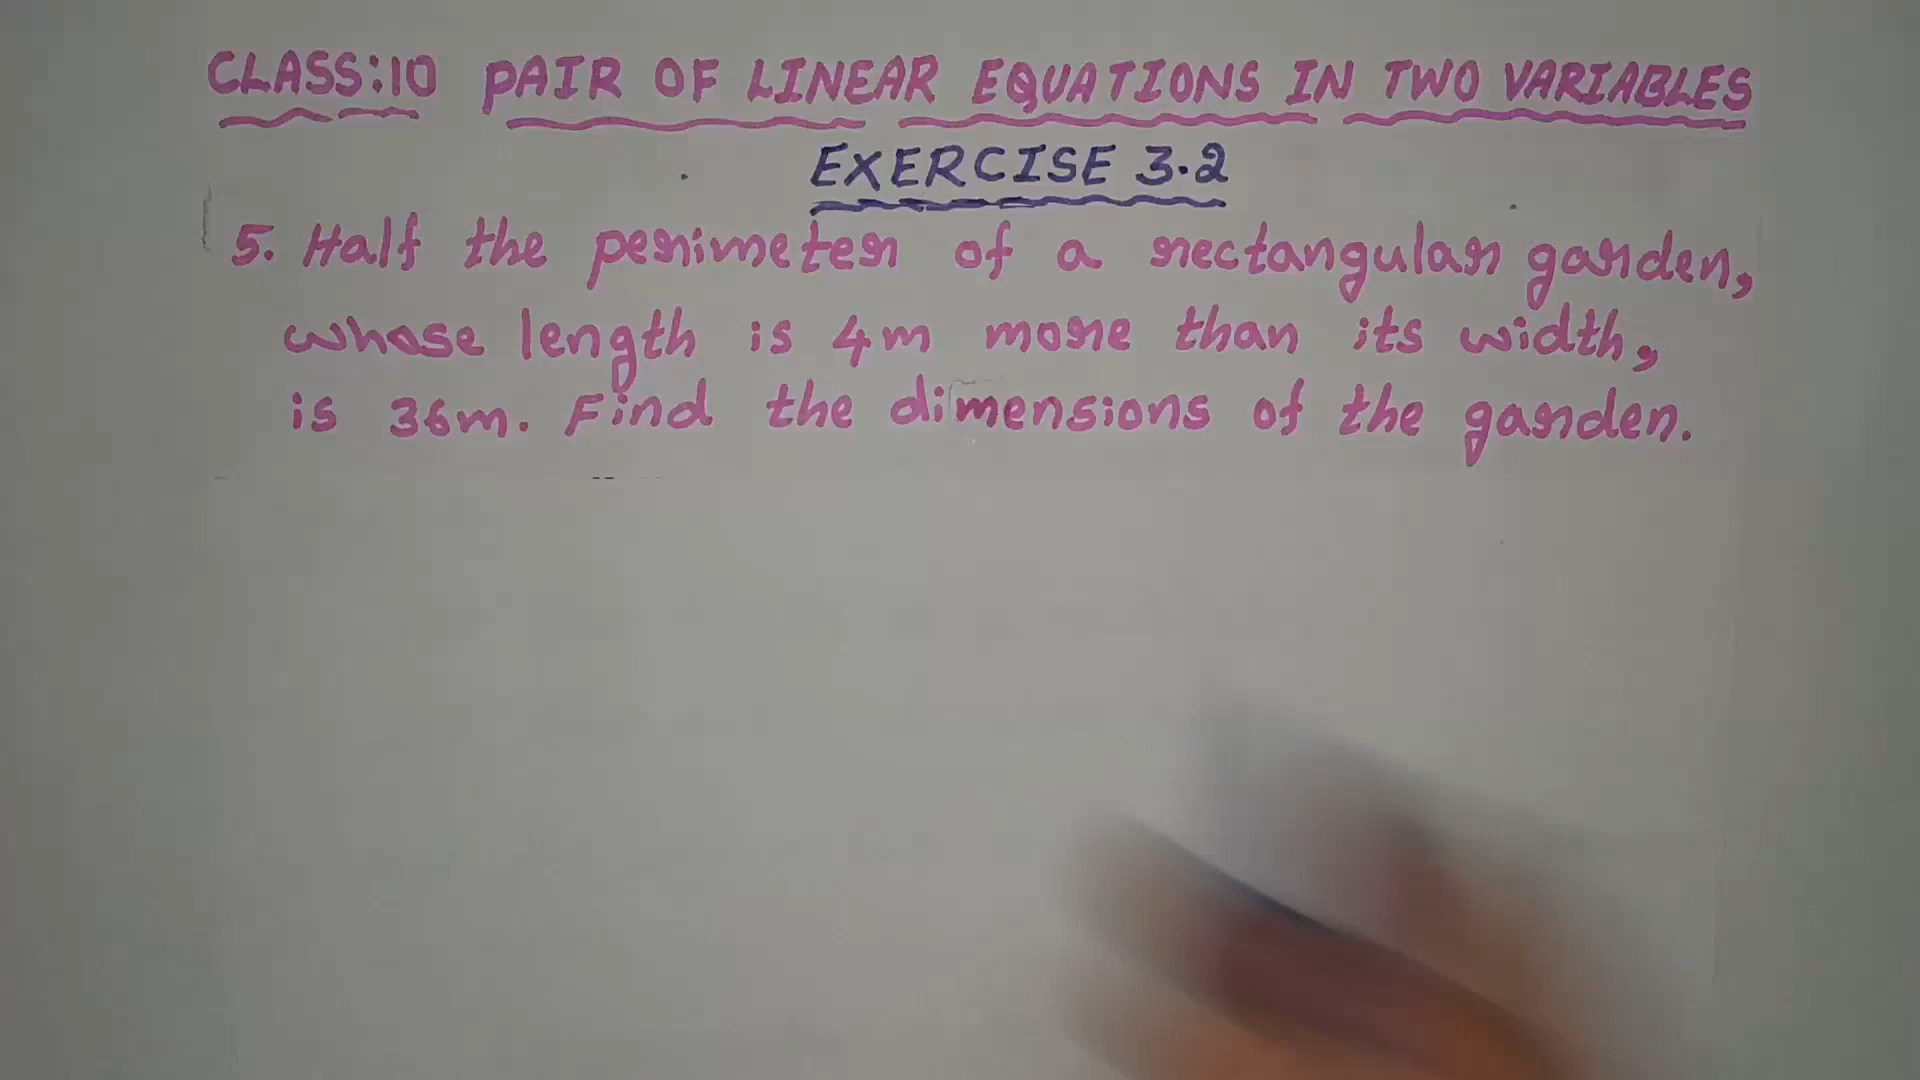 CLASS:10 PAIR OF LINEAR EQUATIONS IN TWO VARIABLES
EXERCISE 3.2
5. Half the perimeter of a rectangular garden,
whose length is 4m more than its width,
is 36m. Find the dimensions of the garden.